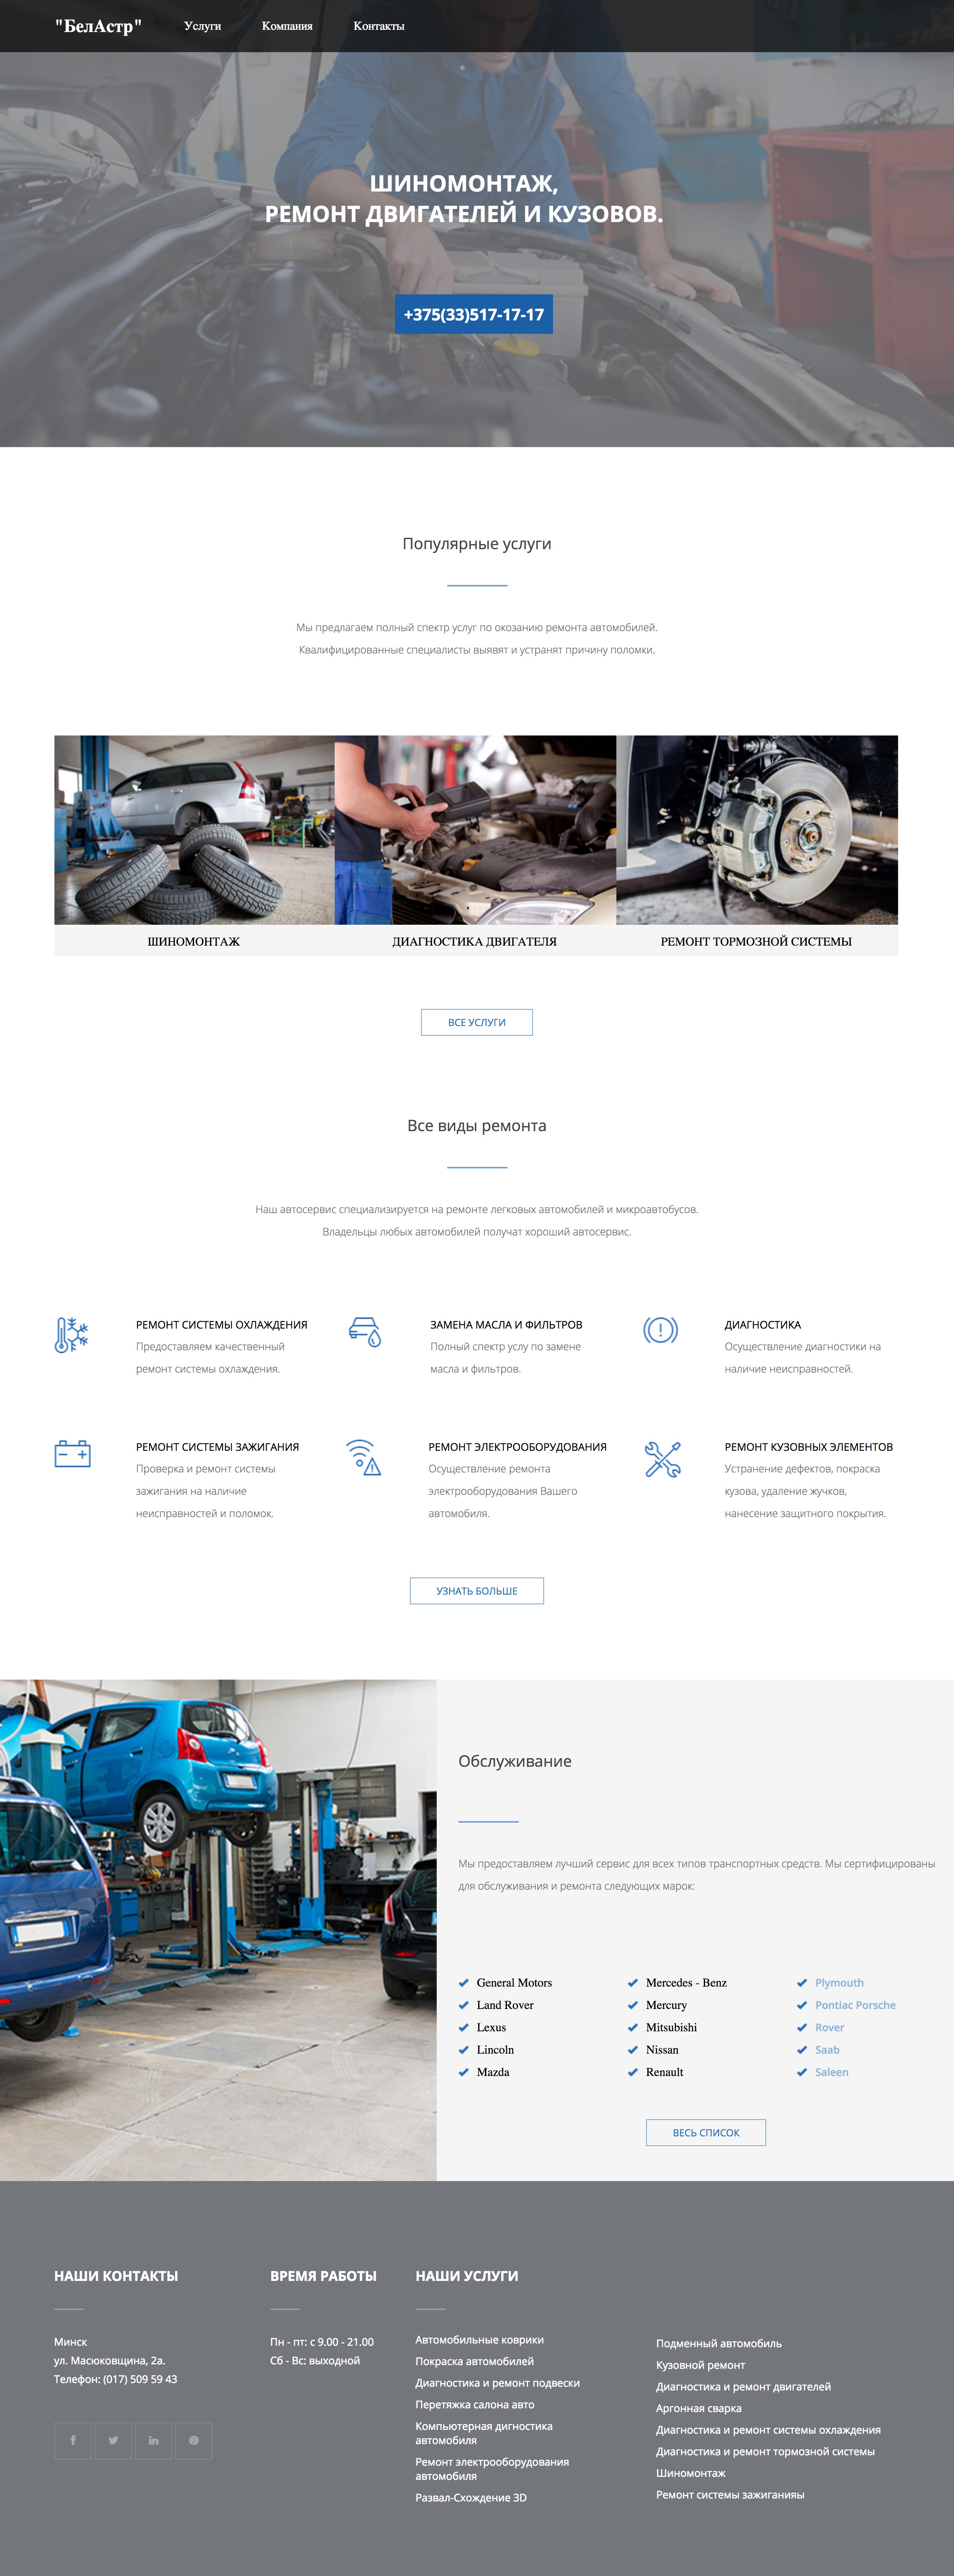 "БелАстр"
Услуги
Компания
Контакты
ШИНОМОНТАЖ,
РЕМОНТ ДВИГАТЕЛЕЙ И КУЗОВОВ.
+375(33)517-17-17
Популярные услуги
Мы предлагаем полный спектр услуг по окозанию ремонта автомобилей.
Квалифицированные специалисты выявят и устранят причину поломки.
ШИНОМОНТАЖ
ДИАГНОСТИКА ДВИГАТЕЛЯ
РЕМОНТ ТОРМОЗНОЙ СИСТЕМЫ
ВСЕ УСЛУГИ
Все виды ремонта
Наш автосервис специализируется на ремонте легковых автомобилей и микроавтобусов.
Владельцы любых автомобилей получат хороший автосервис.
РЕМОНТ СИСТЕМЫ ОХЛАЖДЕНИЯ
Предоставляем качественный
ремонт системы охлаждения.
ЗАМЕНА МАСЛА И ФИЛЬТРОВ
Полный спектр услу по замене
масла и фильтров.
ДИАГНОСТИКА
Осуществление диагностики на
наличие неисправностей.
РЕМОНТ СИСТЕМЫ ЗАЖИГАНИЯ
Проверка и ремонт системы
зажигания на наличие
неисправностей и поломок.
РЕМОНТ ЭЛЕКТРООБОРУДОВАНИЯ
Осуществление ремонта
электрооборудования Вашего
автомобиля.
РЕМОНТ КУЗОВНЫХ ЭЛЕМЕНТОВ
Устранение дефектов, покраска
кузова, удаление жучков,
нанесение защитного покрытия.
УЗНАТЬ БОЛЬШЕ
Обслуживание
Мы предоставляем лучший сервис для всех типов транспортных средств. Мы сертифицированы
для обслуживания и ремонта следующих марок:
General Motors
Land Rover
Lexus
Lincoln
Mazda
Mercedes - Benz
Mercury
Mitsubishi
Nissan
Renault
Plymouth
Pontiac Porsche
Rover
Saab
Saleen
ВЕСЬ СПИСОК
НАШИ КОНТАКТЫ
Минск
ул. Масюковщина, 2а.
Телефон: (017) 509 59 43
ВРЕМЯ РАБОТЫ
Пн - пт: с 9.00 - 21.00
Сб - Вс: выходной
НАШИ УСЛУГИ
Автомобильные коврики
Покраска автомобилей
Диагностика и ремонт подвески
Перетяжка салона авто
Компьютерная дигностика
автомобиля
Ремонт электрооборудования
автомобиля
Развал-Схождение 3D
Подменный автомобиль
Кузовной ремонт
Диагностика и ремонт двигателей
Аргонная сварка
Диагностика и ремонт системы охлаждения
Диагностика и ремонт тормозной системы
Шиномонтаж
Ремонт системы зажиганияы